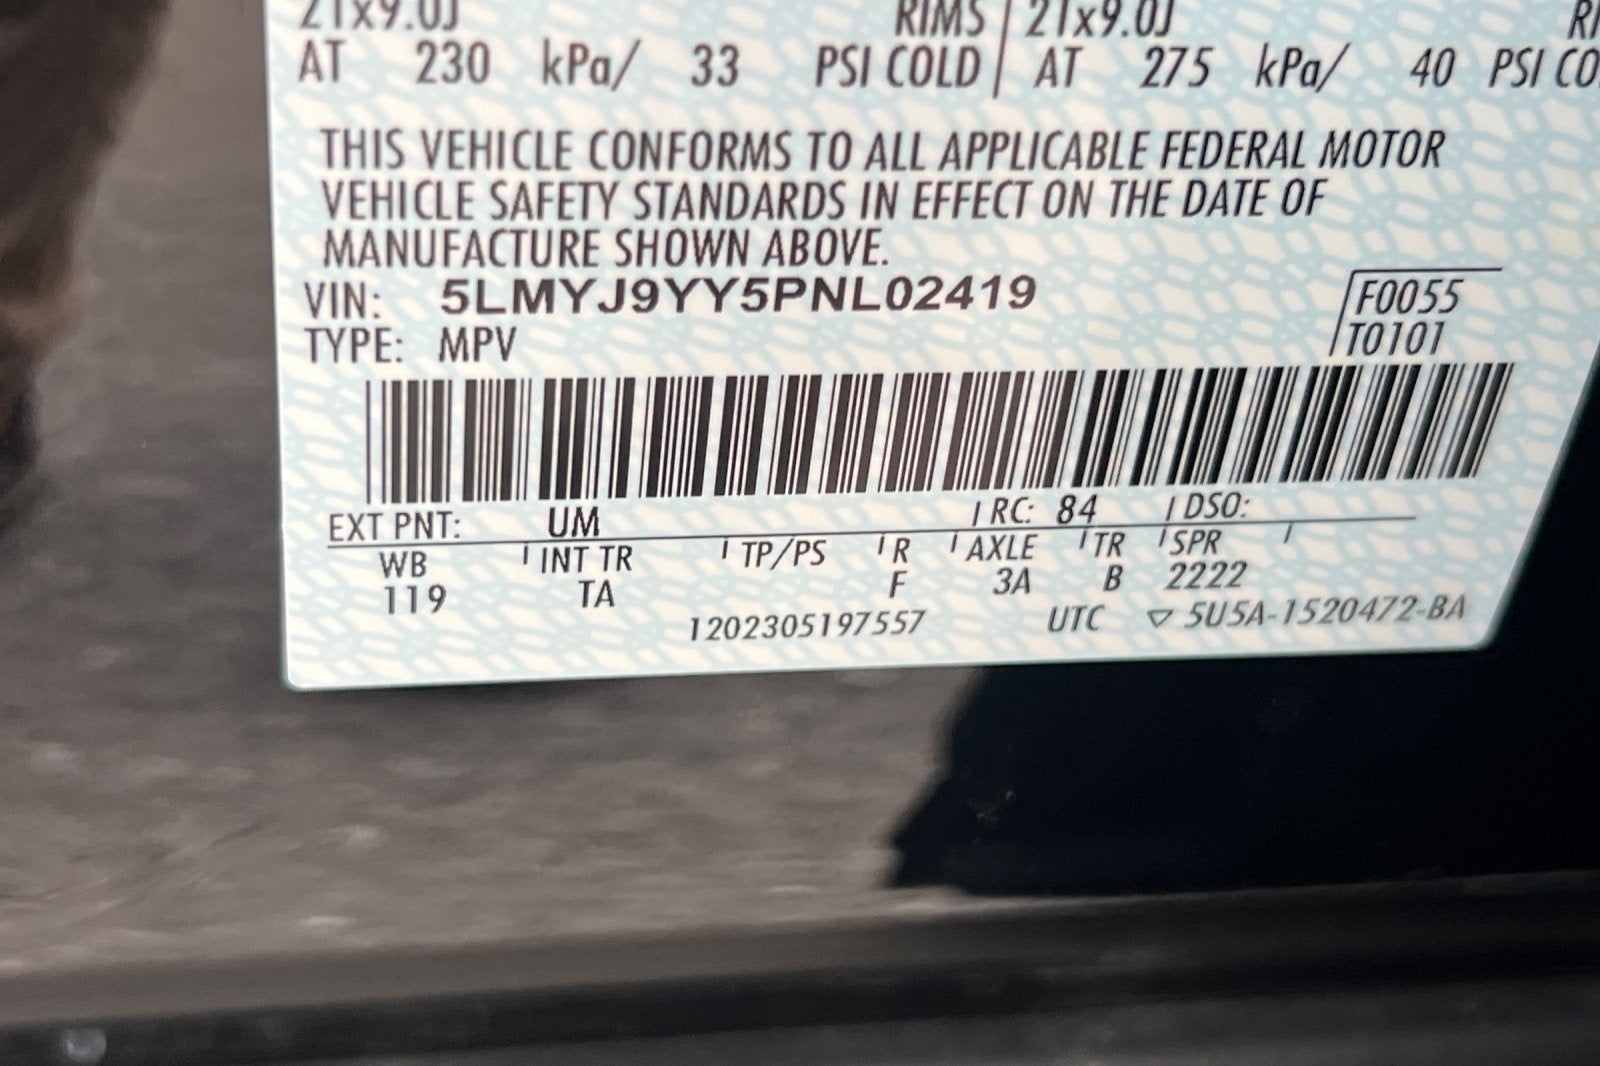 21x9.0J RIMS 21x9.0J
AT 230 kPa/ 33 PSI COLD AT 275 kPa/ 40 PSI CO
THIS VEHICLE CONFORMS TO ALL APPLICABLE FEDERAL MOTOR
VEHICLE SAFETY STANDARDS IN EFFECT ON THE DATE OF
MANUFACTURE SHOWN ABOVE.
VIN: 5LMYJ9YY5PNL02419 F0055
TYPE: MPV T0101
EXT PNT: UM RC: 84 DSO:
WB INT TR TP/PS R AXLE TR SPR
119 TA F 3A B 2222
1202305197557 UTC ▽ 5U5A-1520472-BA